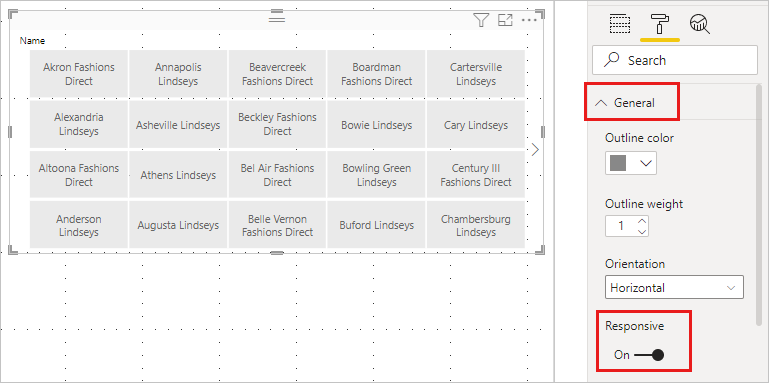 Name
Akron Fashions
Direct
Annapolis
Lindseys
Beavercreek
Fashions Direct
Boardman
Fashions Direct
Cartersville
Lindseys
Alexandria
Lindseys
Asheville Lindseys
Beckley Fashions
Direct
Bowie Lindseys
Cary Lindseys
Altoona Fashions
Direct
Athens Lindseys
Bel Air Fashions
Direct
Bowling Green
Lindseys
Century III
Fashions Direct
Anderson
Lindseys
Augusta Lindseys
Belle Vernon
Fashions Direct
Buford Lindseys
Chambersburg
Lindseys
Search
General
Outline color
Outline weight
1
Orientation
Horizontal
Responsive
On